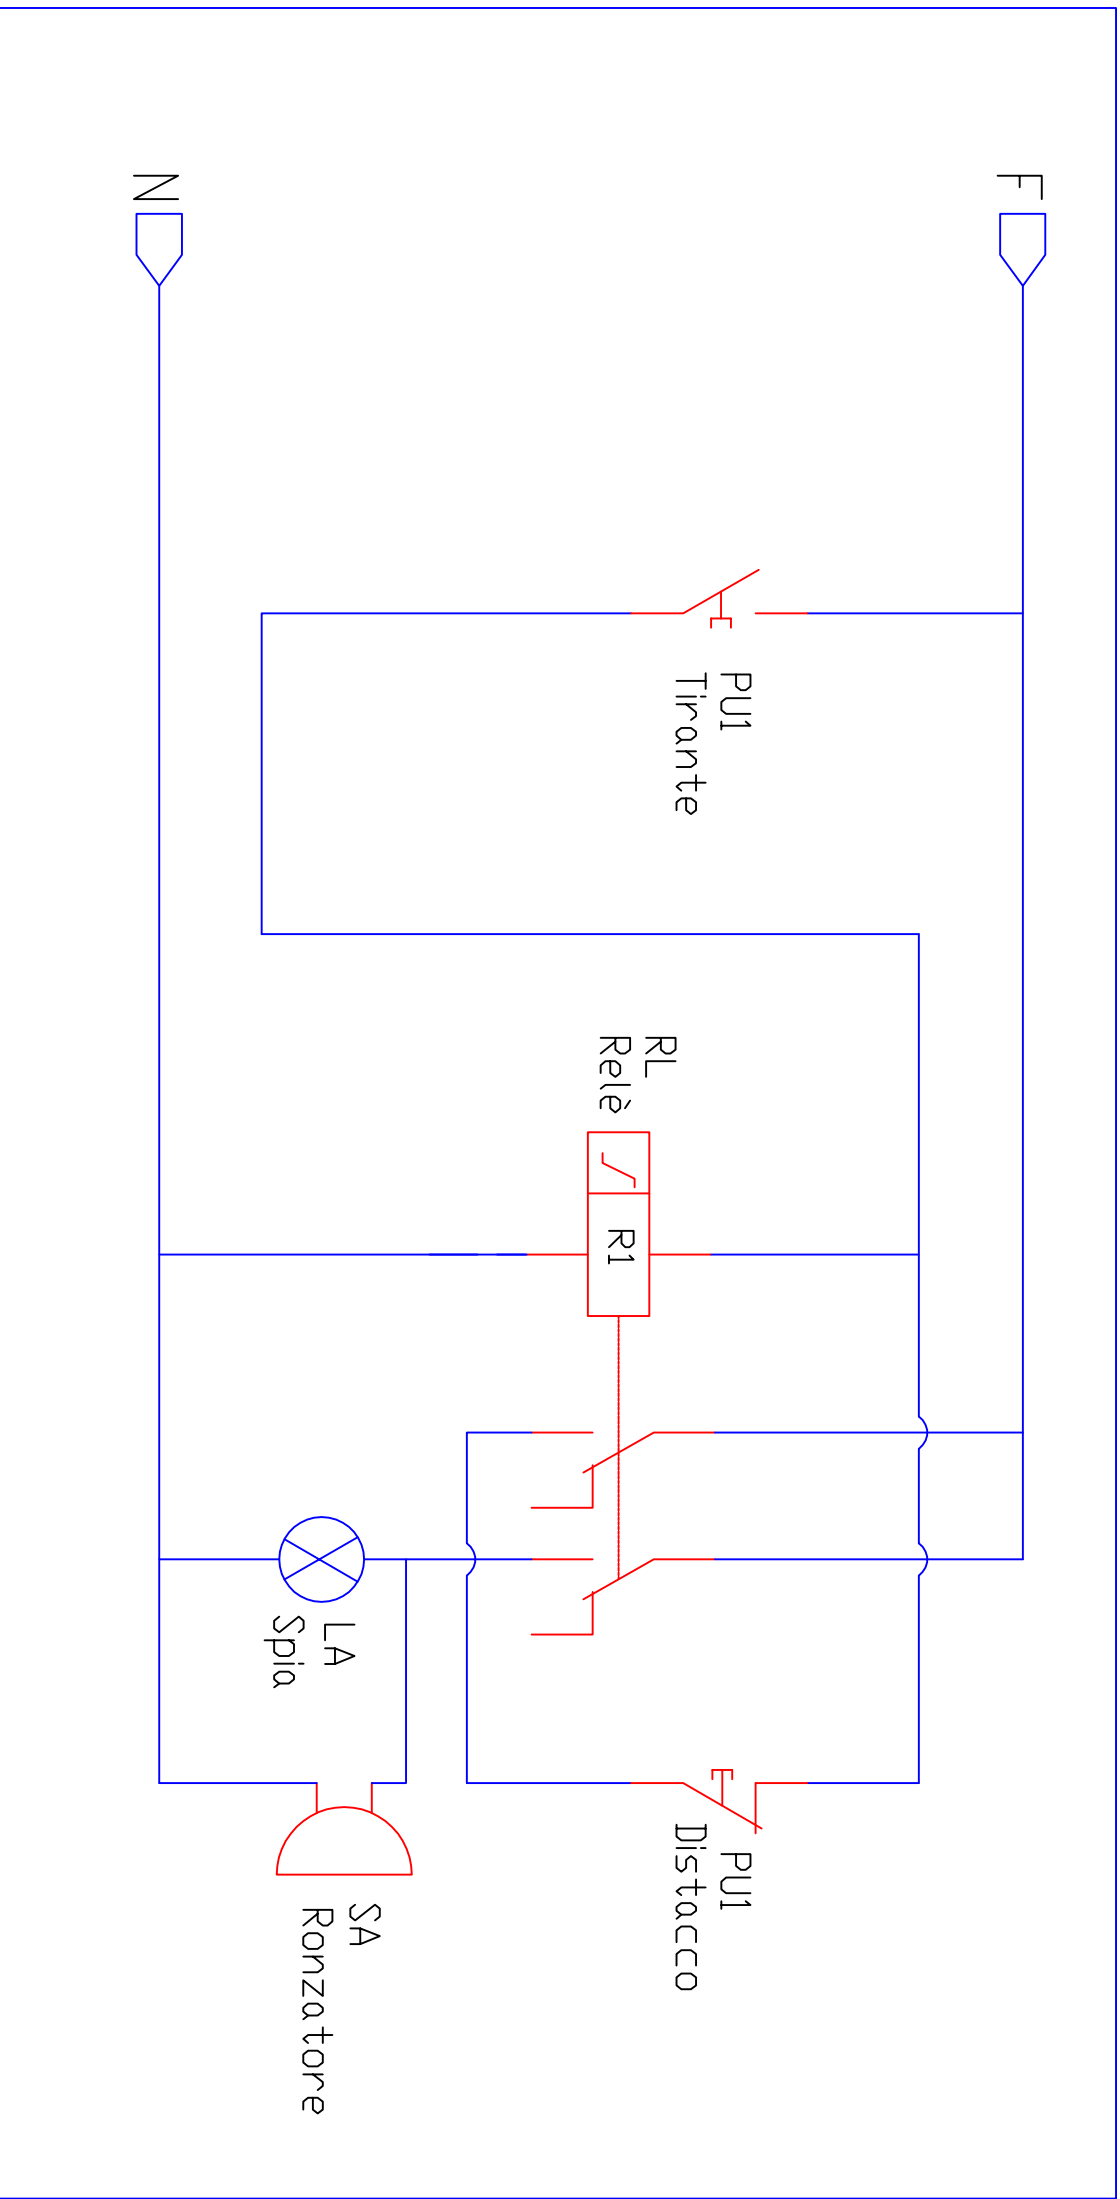 F
N
PU1
Tirante
RL
Relè
R1
LA
Spia
PU1
Distacco
SA
Ronzatore